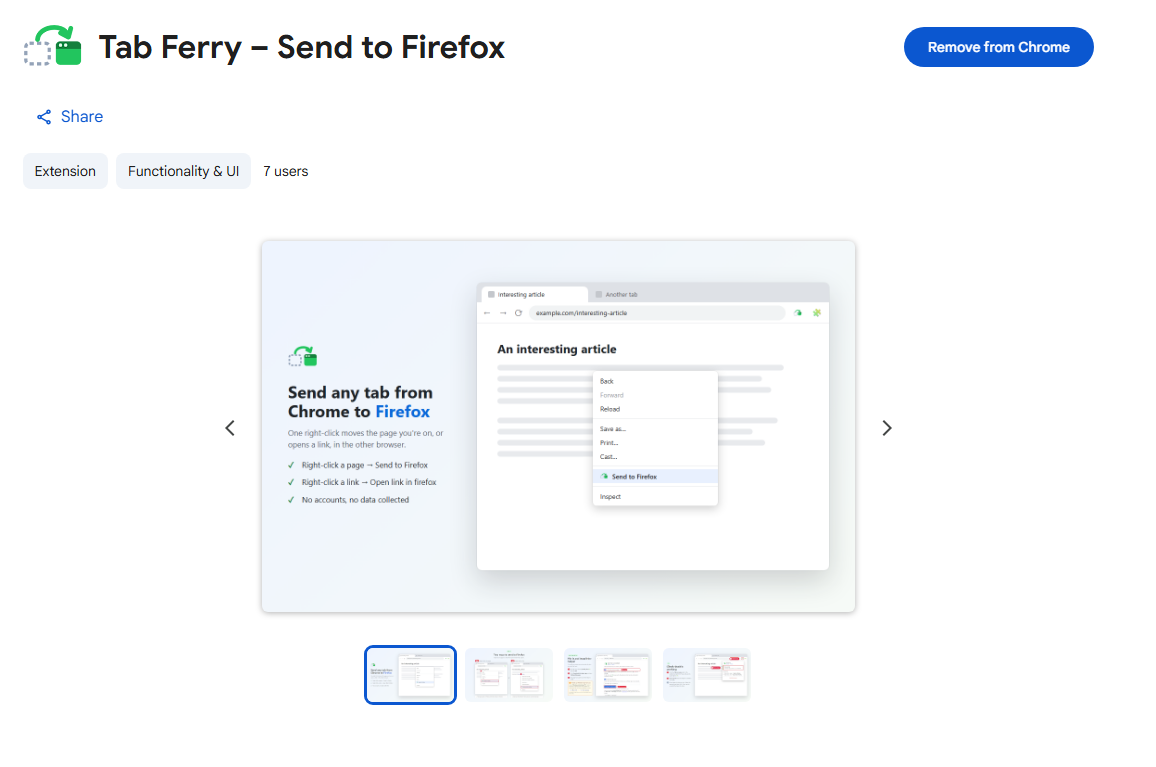 Tab Ferry – Send to Firefox
Remove from Chrome
Share
Extension
Functionality & UI
7 users
Send any tab from
Chrome to Firefox
One right-click moves the page you're on, or
opens a link, in the other browser.
✓ Right-click a page → Send to Firefox
✓ Right-click a link → Open link in firefox
✓ No accounts, no data collected
Interesting article
Another tab
example.com/interesting-article
An interesting article
Back
Forward
Reload
Save as...
Print...
Cast...
Send to Firefox
Inspect